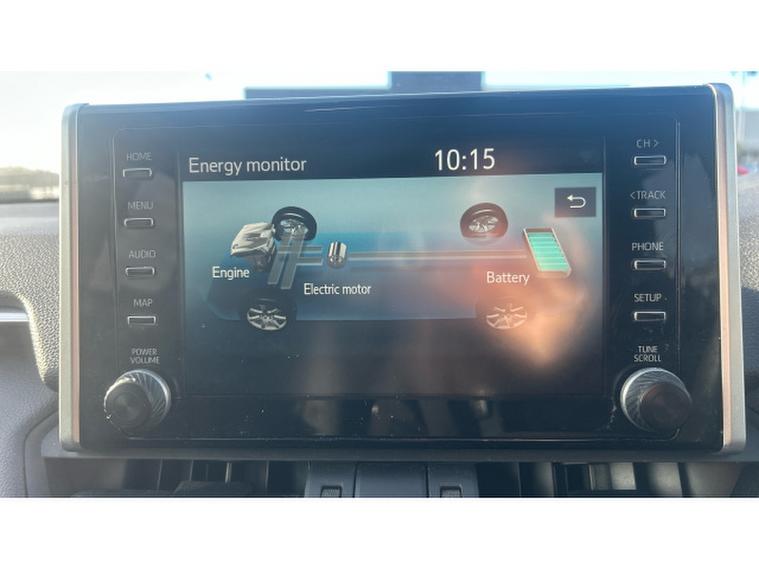 HOME
MENU
AUDIO
MAP
POWER
VOLUME
Energy monitor
10:15
Engine
Electric motor
Battery
CH >
< TRACK
PHONE
SETUP
TUNE
SCROLL